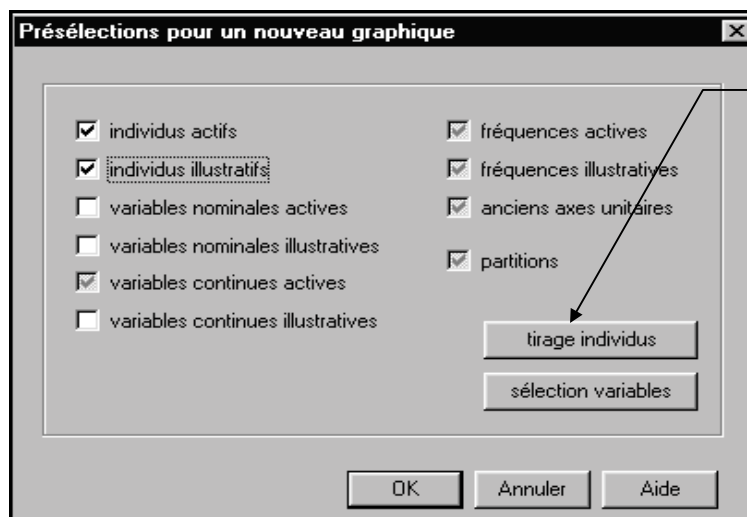 Présélections pour un nouveau graphique
individus actifs
individus illustratifs
variables nominales actives
variables nominales illustratives
variables continues actives
variables continues illustratives
fréquences actives
fréquences illustratives
anciens axes unitaires
partitions
tirage individus
sélection variables
OK
Annuler
Aide